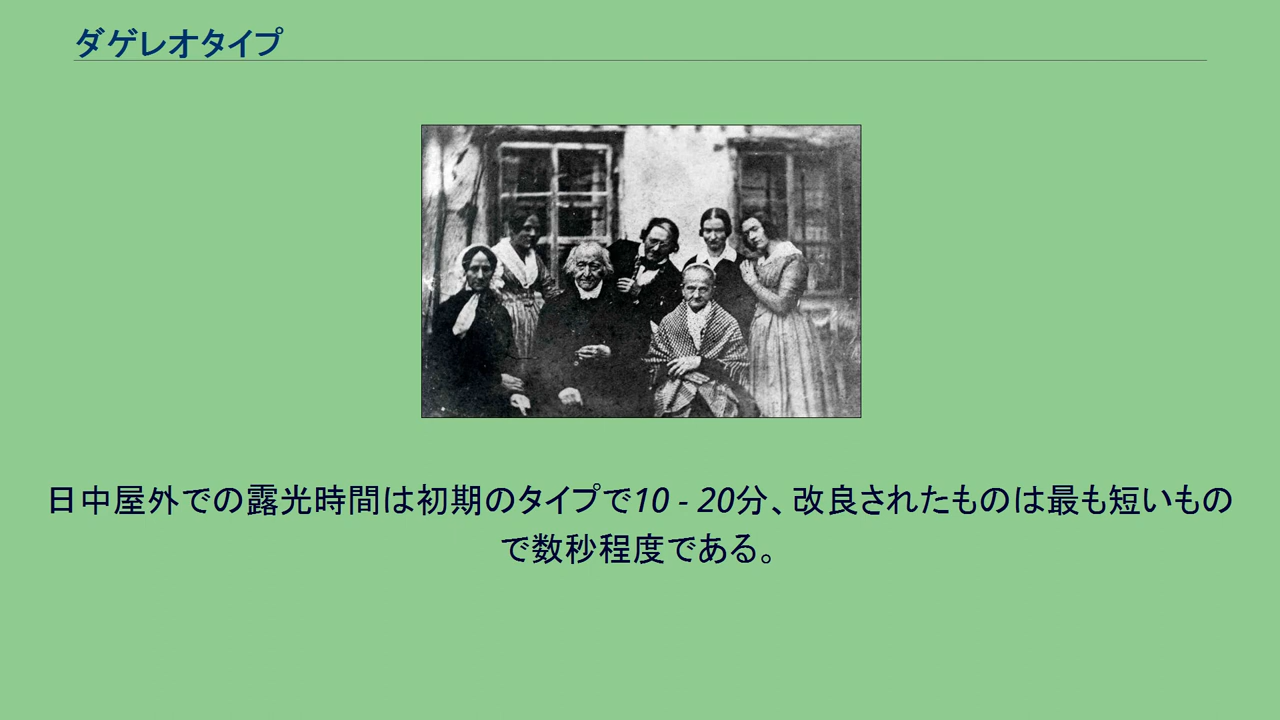 ダゲレオタイプ
日中屋外での露光時間は初期のタイプで10 - 20分、改良されたものは最も短いもの
で数秒程度である。